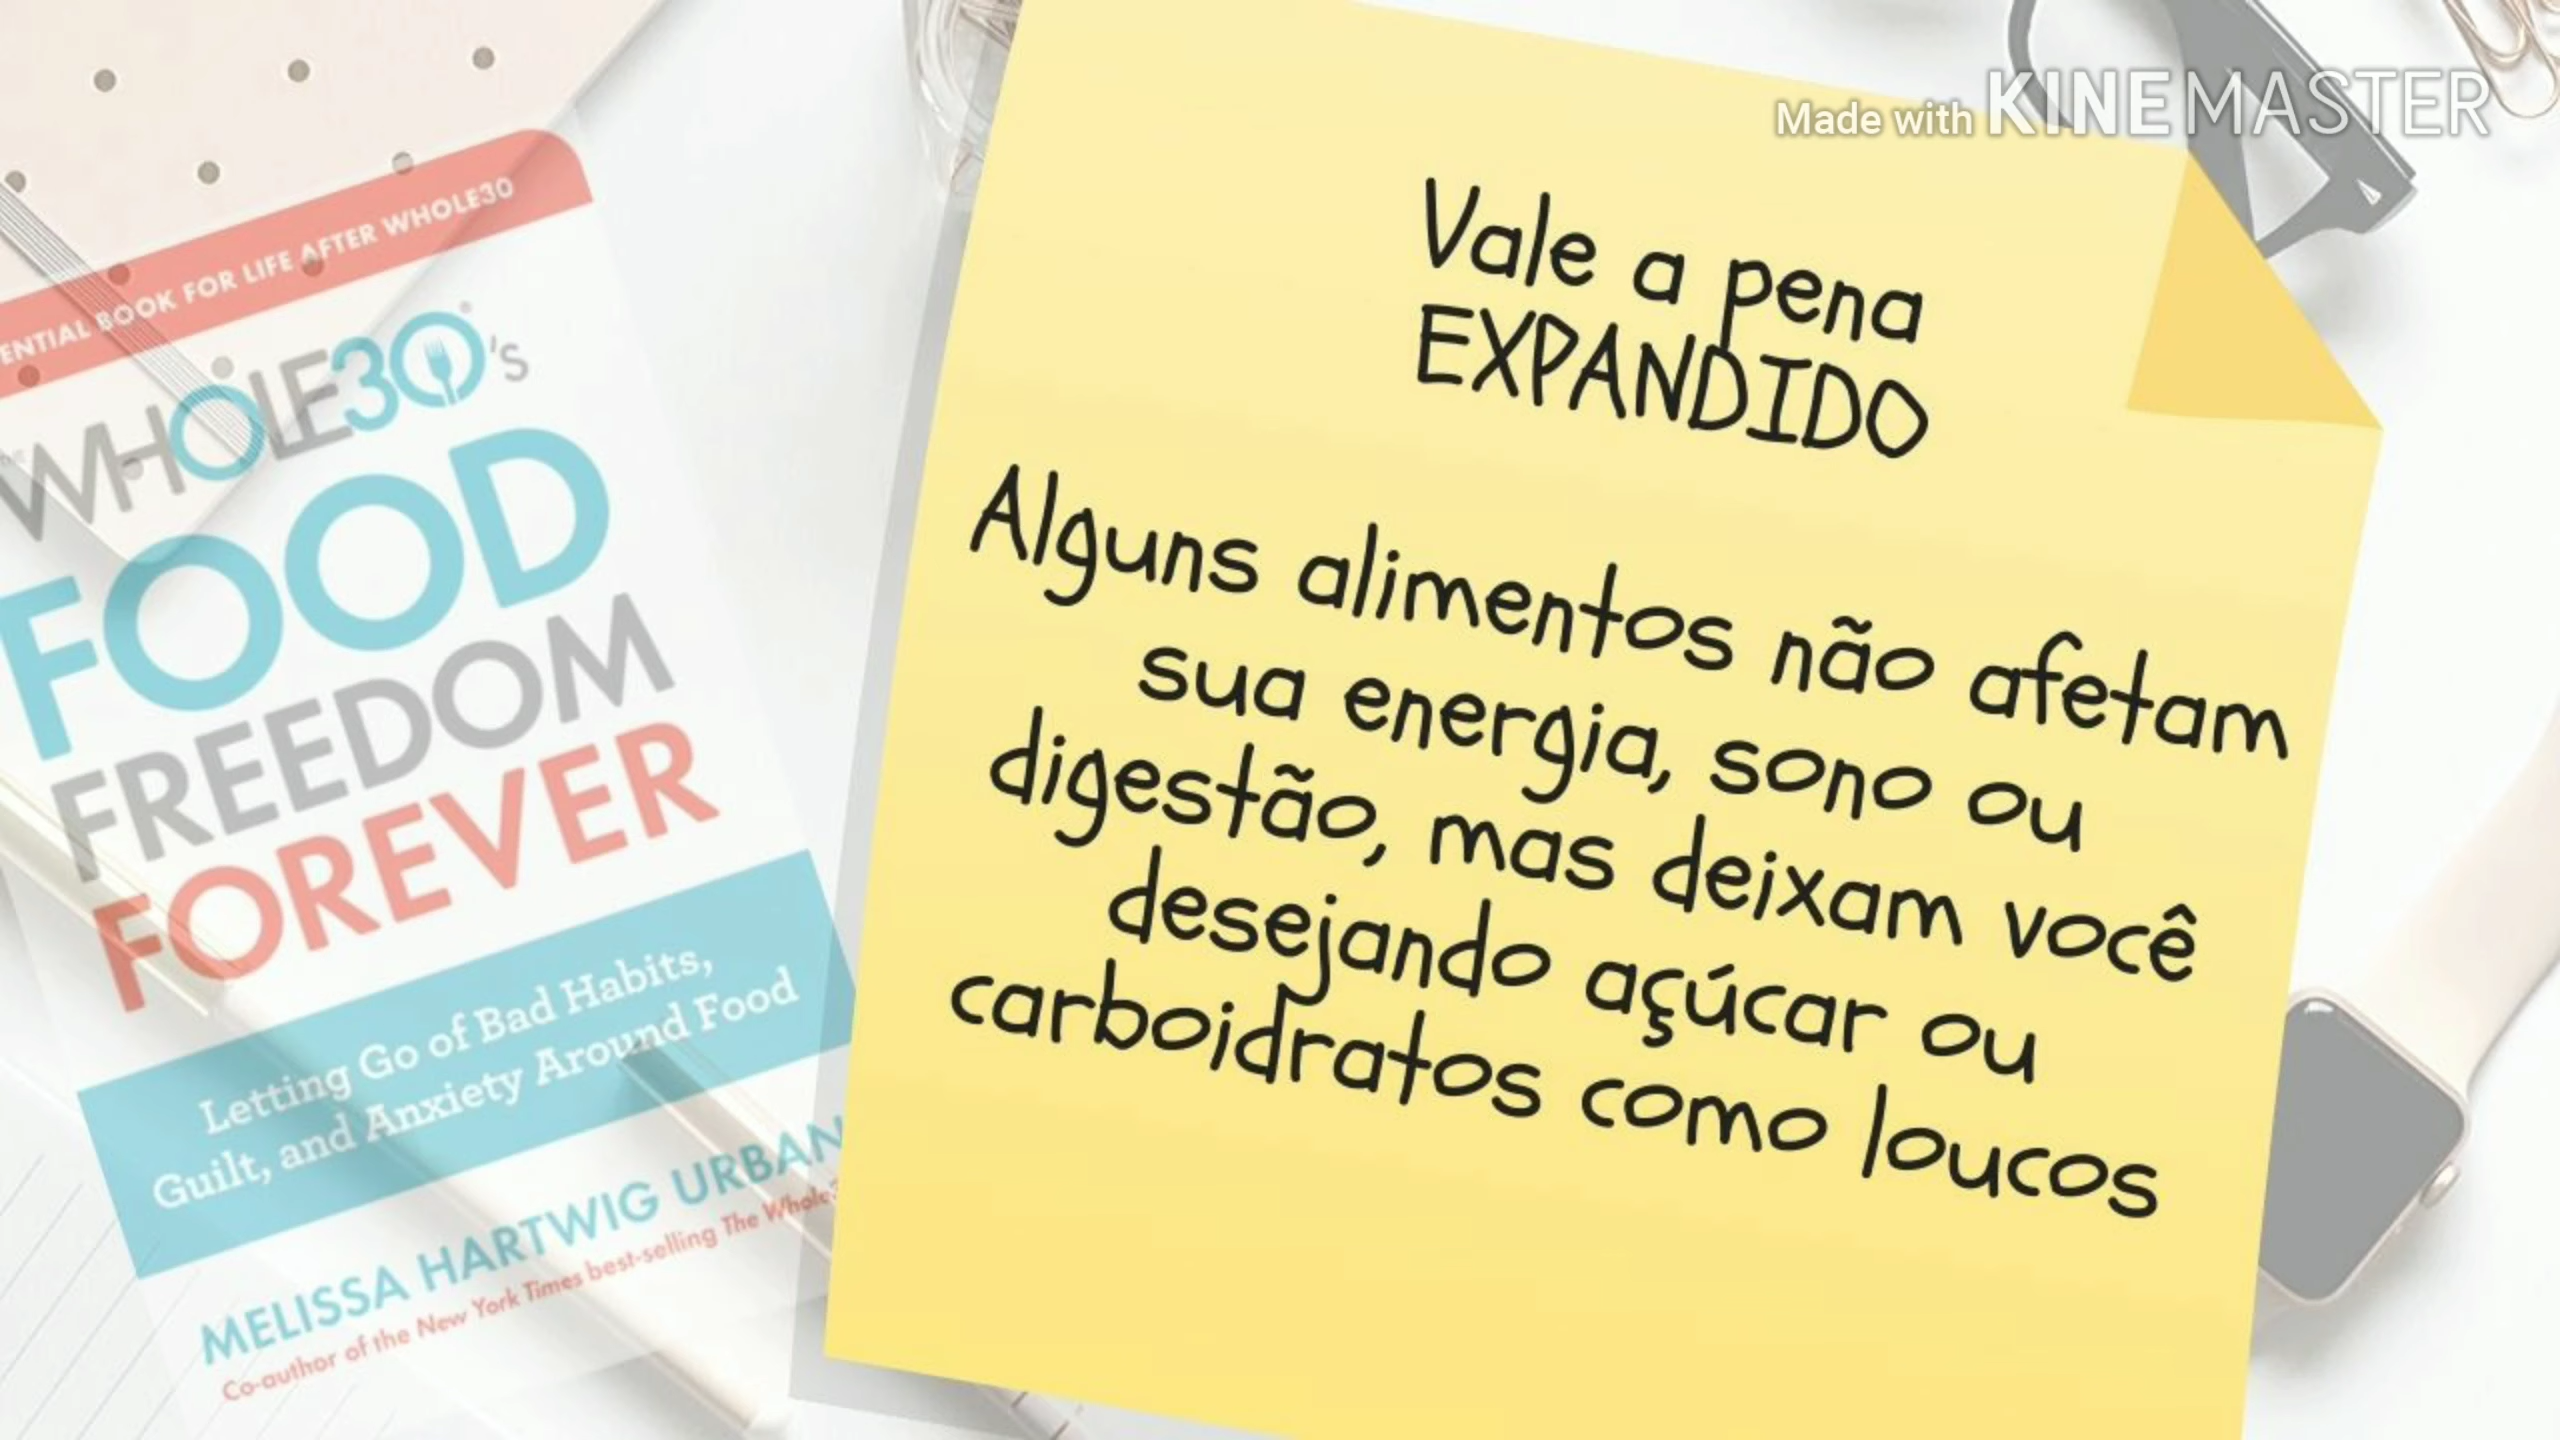 Made with KINEMASTER
ENTIAL BOOK FOR LIFE AFTER WHOLE30
WHOLE30®'s
FOOD
FREEDOM
FOREVER
Letting Go of Bad Habits,
Guilt, and Anxiety Around Food
MELISSA HARTWIG URBAN
Co-author of the New York Times best-selling The Whole3
Vale a pena
EXPANDIDO
Alguns alimentos não afetam
sua energia, sono ou
digestão, mas deixam você
desejando açúcar ou
carboidratos como loucos